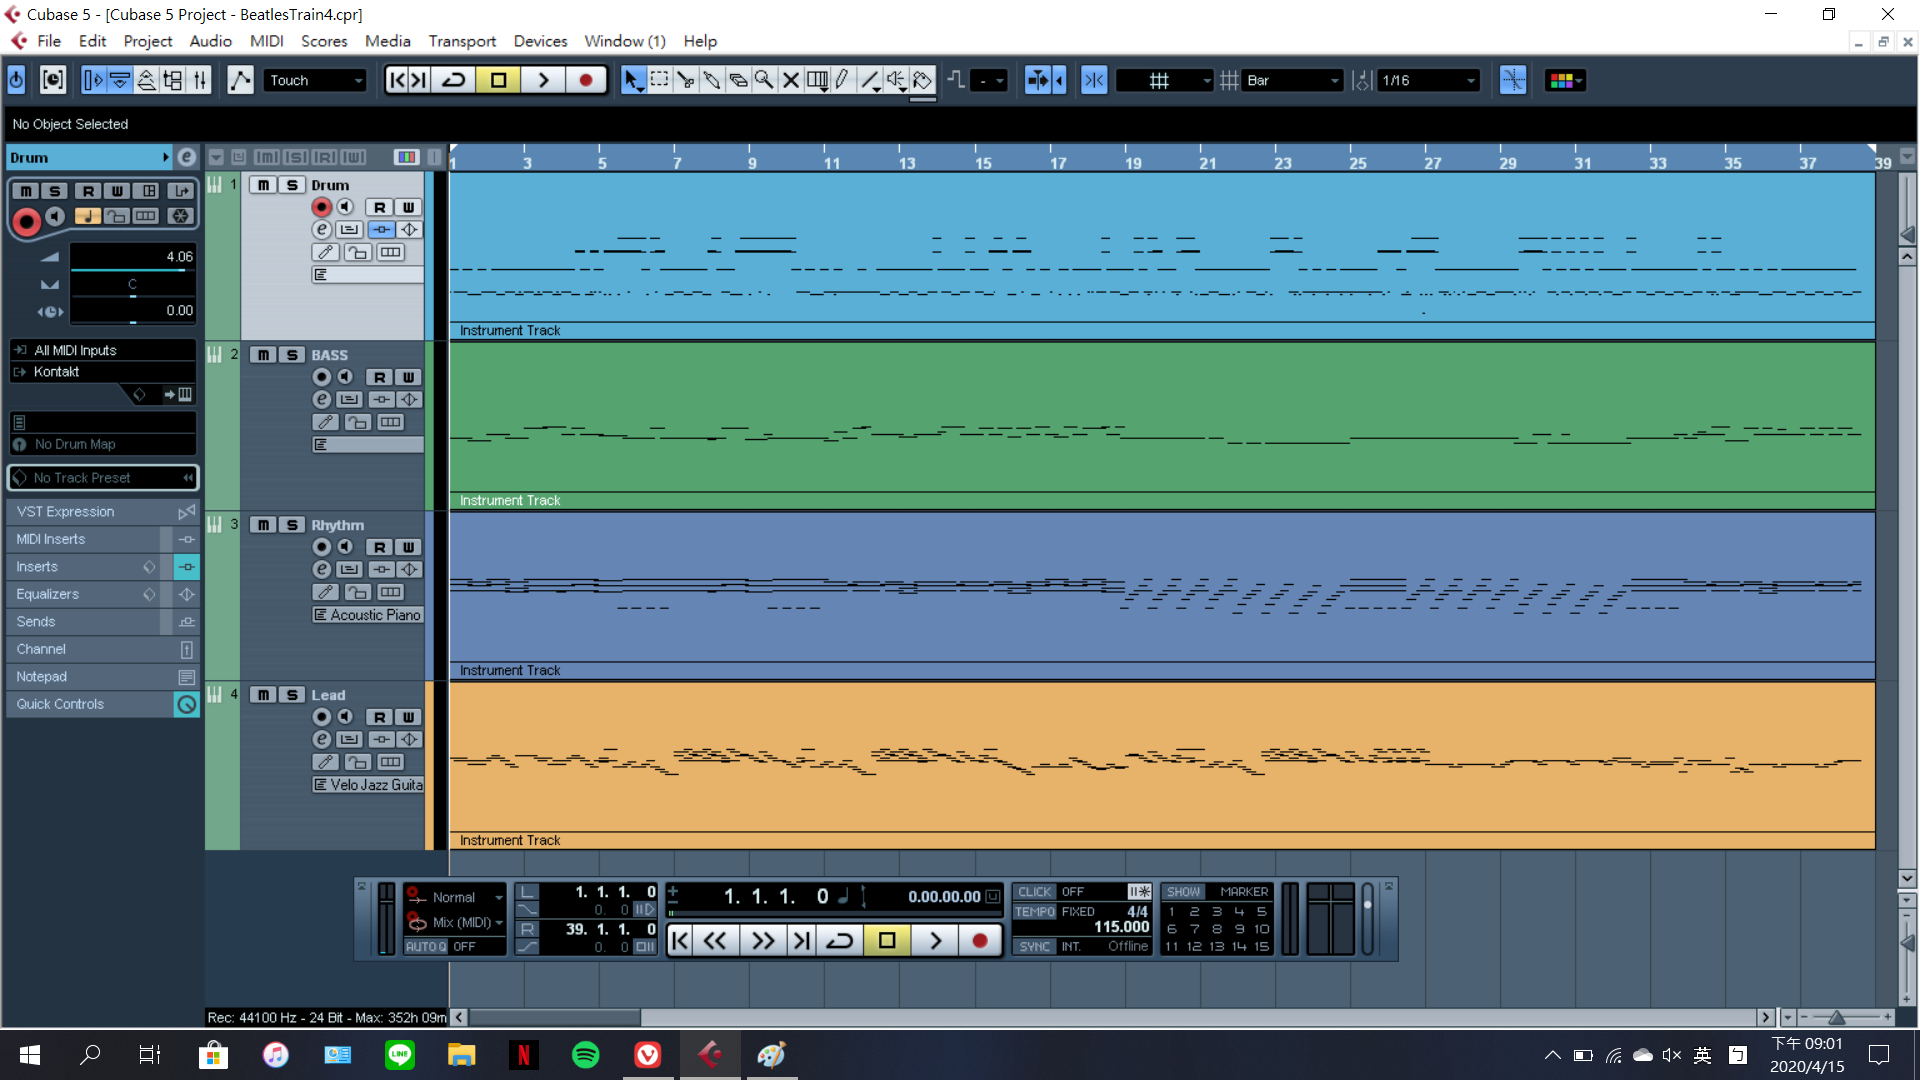 Cubase 5 - [Cubase 5 Project - BeatlesTrain4.cpr]
File Edit Project Audio MIDI Scores Media Transport Devices Window (1) Help
Touch - Bar 1/16
No Object Selected
Drum e [M] [S] [R] [W]
1 3 5 7 9 11 13 15 17 19 21 23 25 27 29 31 33 35 37 39
M S R W
4.06
C
0.00
All MIDI Inputs
Kontakt
No Drum Map
No Track Preset
VST Expression
MIDI Inserts
Inserts
Equalizers
Sends
Channel
Notepad
Quick Controls
1 M S Drum
R W
e
Instrument Track
2 M S BASS
R W
e
Instrument Track
3 M S Rhythm
R W
e
Acoustic Piano
Instrument Track
4 M S Lead
R W
e
Velo Jazz Guita
Instrument Track
Normal
Mix (MIDI)
AUTO Q OFF
L 1. 1. 1. 0
0. 0
R 39. 1. 1. 0
0. 0
1. 1. 1. 0 0.00.00.00
CLICK OFF
TEMPO FIXED 4/4
115.000
SYNC INT. Offline
SHOW MARKER
1 2 3 4 5
6 7 8 9 10
11 12 13 14 15
Rec: 44100 Hz - 24 Bit - Max: 352h 09m
LINE
N
英
下午 09:01
2020/4/15